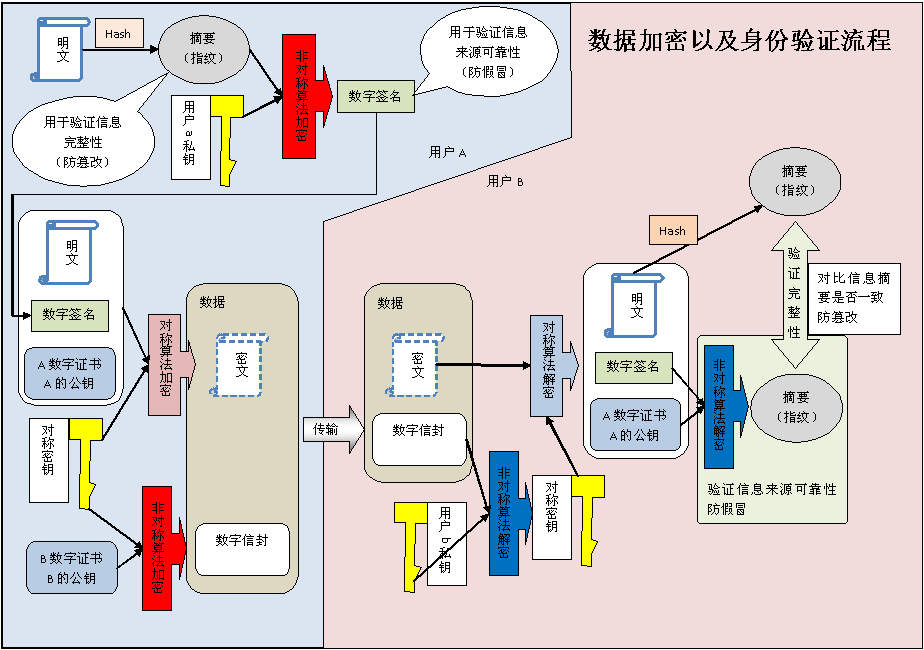 数据加密以及身份验证流程
明
文
Hash
摘要
(指纹)
用于验证信息
完整性
(防篡改)
用户a私钥
非对称算法加密
数字签名
用于验证信息
来源可靠性
(防假冒)
用户 A
用户 B
明
文
数字签名
A 数字证书
A 的公钥
对称密钥
对称算法加密
B 数字证书
B 的公钥
非对称算法加密
数据
密
文
数字信封
传输
数据
密
文
数字信封
用户b私钥
非对称算法解密
对称密钥
对称算法解密
明
文
数字签名
A 数字证书
A 的公钥
Hash
摘要
(指纹)
验证完整性
对比信息摘
要是否一致
防篡改
非对称算法解密
摘要
(指纹)
验证信息来源可靠性
防假冒